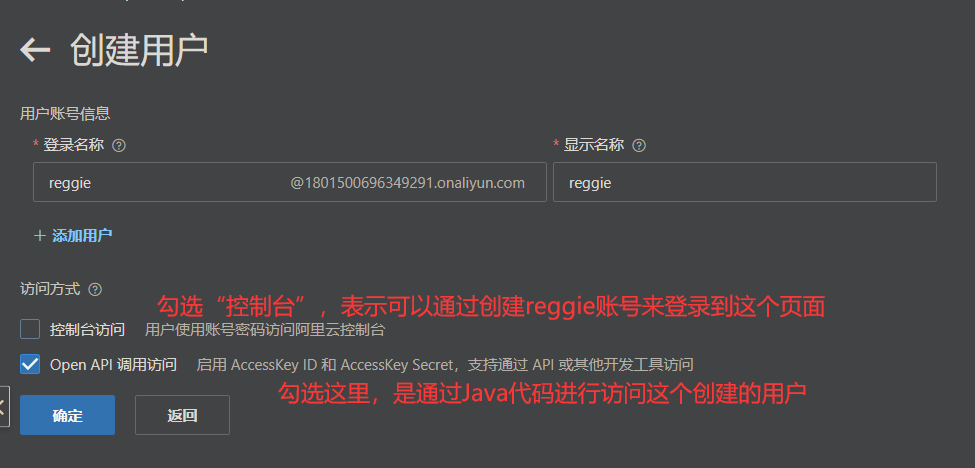 创建用户
用户账号信息
* 登录名称
* 显示名称
reggie @1801500696349291.onaliyun.com
reggie
+ 添加用户
访问方式
勾选“控制台”，表示可以通过创建reggie账号来登录到这个页面
控制台访问 用户使用账号密码访问阿里云控制台
Open API 调用访问 启用 AccessKey ID 和 AccessKey Secret，支持通过 API 或其他开发工具访问
勾选这里，是通过Java代码进行访问这个创建的用户
确定 返回